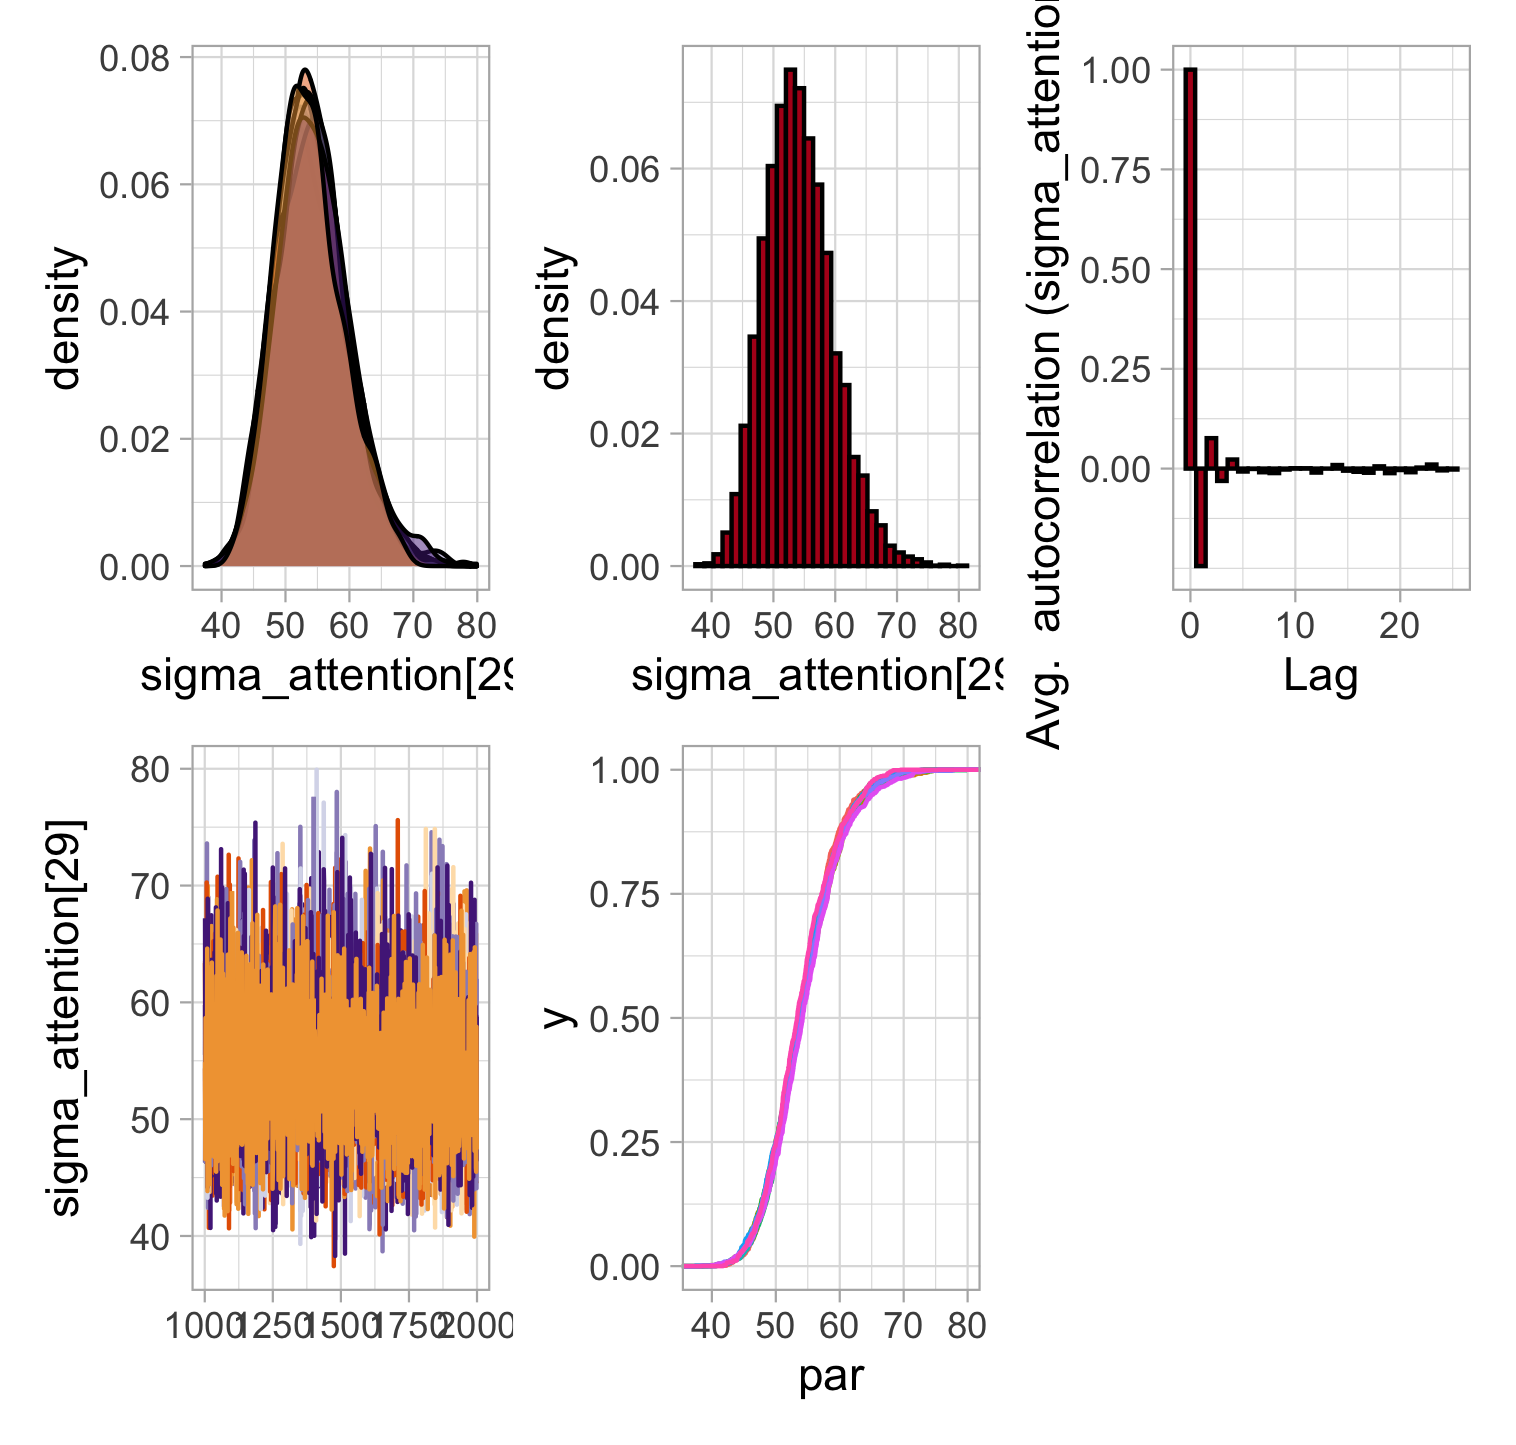 density
0.08
0.06
0.04
0.02
0.00
40 50 60 70 80
sigma_attention[29
density
0.06
0.04
0.02
0.00
40 50 60 70 80
sigma_attention[29
Avg. autocorrelation (sigma_attention
1.00
0.75
0.50
0.25
0.00
0 10 20
Lag
sigma_attention[29]
80
70
60
50
40
1000 1250 1500 1750 2000
y
1.00
0.75
0.50
0.25
0.00
40 50 60 70 80
par